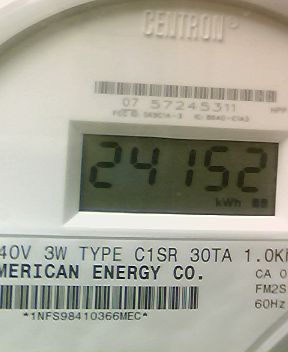 CENTRON®
07 57245311
24152
kWh
40V 3W TYPE C1SR 30TA 1.0K
MERICAN ENERGY CO.
CA 0
FM2S
60Hz
*1NFS98410366MEC*